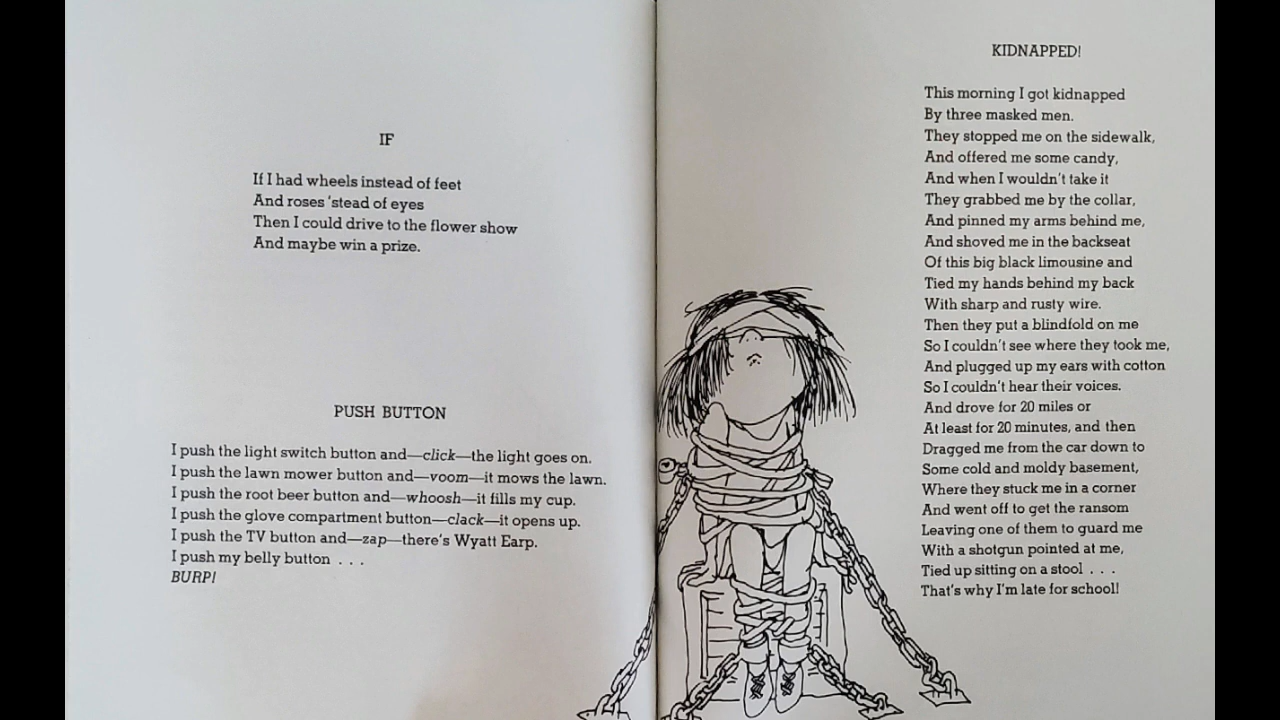 IF
If I had wheels instead of feet
And roses 'stead of eyes
Then I could drive to the flower show
And maybe win a prize.
PUSH BUTTON
I push the light switch button and—click—the light goes on.
I push the lawn mower button and—voom—it mows the lawn.
I push the root beer button and—whoosh—it fills my cup.
I push the glove compartment button—clack—it opens up.
I push the TV button and—zap—there's Wyatt Earp.
I push my belly button . . .
BURP!
KIDNAPPED!
This morning I got kidnapped
By three masked men.
They stopped me on the sidewalk,
And offered me some candy,
And when I wouldn't take it
They grabbed me by the collar,
And pinned my arms behind me,
And shoved me in the backseat
Of this big black limousine and
Tied my hands behind my back
With sharp and rusty wire.
Then they put a blindfold on me
So I couldn't see where they took me,
And plugged up my ears with cotton
So I couldn't hear their voices.
And drove for 20 miles or
At least for 20 minutes, and then
Dragged me from the car down to
Some cold and moldy basement,
Where they stuck me in a corner
And went off to get the ransom
Leaving one of them to guard me
With a shotgun pointed at me,
Tied up sitting on a stool . . .
That's why I'm late for school!